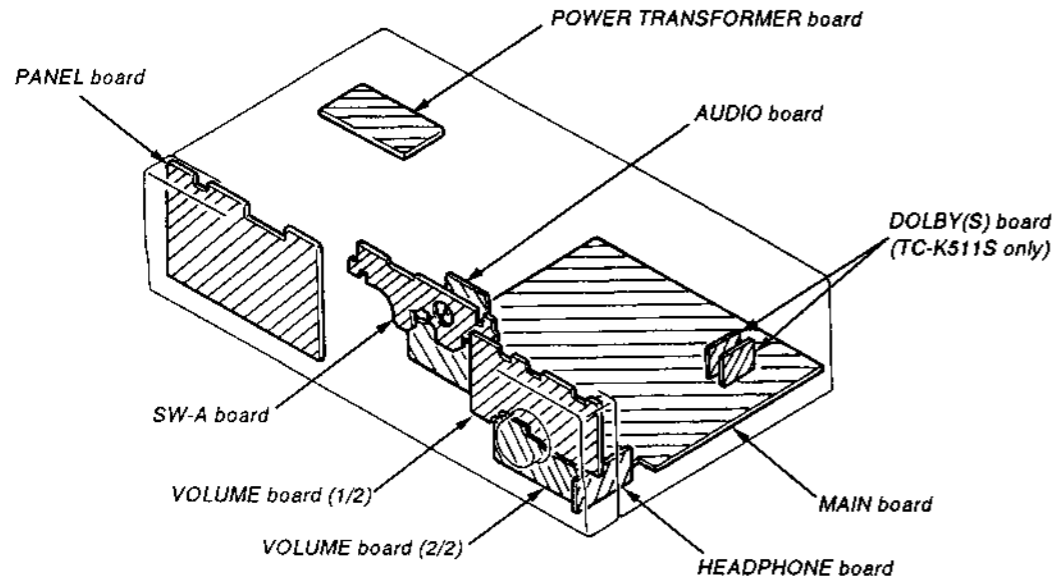 POWER TRANSFORMER board
PANEL board
AUDIO board
DOLBY(S) board
(TC-K511S only)
SW-A board
VOLUME board (1/2)
MAIN board
VOLUME board (2/2)
HEADPHONE board